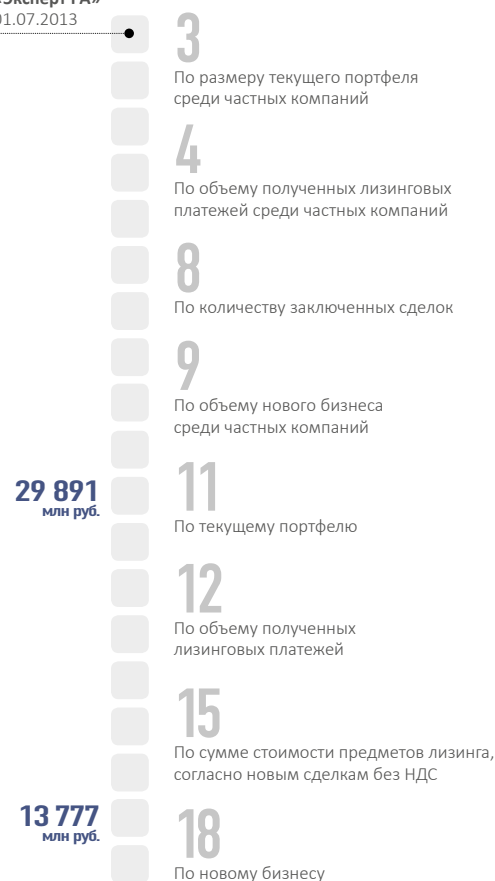 «Эксперт РА»
01.07.2013
3
По размеру текущего портфеля
среди частных компаний
4
По объему полученных лизинговых
платежей среди частных компаний
8
По количеству заключенных сделок
9
По объему нового бизнеса
среди частных компаний
29 891
млн руб.
11
По текущему портфелю
12
По объему полученных
лизинговых платежей
15
По сумме стоимости предметов лизинга,
согласно новым сделкам без НДС
13 777
млн руб.
18
По новому бизнесу